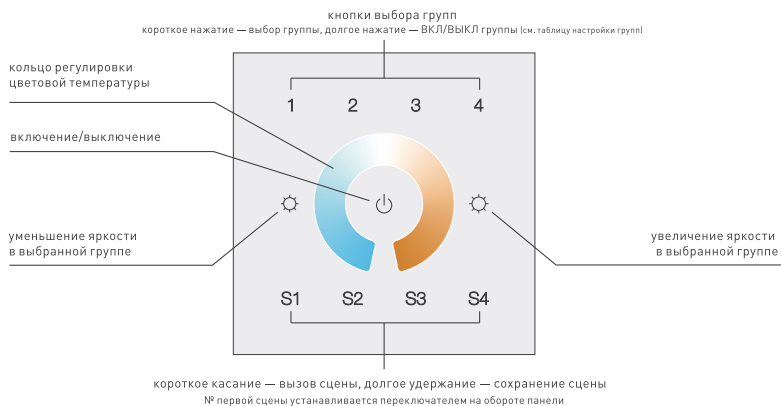 кнопки выбора групп
короткое нажатие — выбор группы, долгое нажатие — ВКЛ/ВЫКЛ группы (см. таблицу настройки групп)
кольцо регулировки
цветовой температуры
1 2 3 4
включение/выключение
уменьшение яркости
в выбранной группе
увеличение яркости
в выбранной группе
S1 S2 S3 S4
короткое касание — вызов сцены, долгое удержание — сохранение сцены
№ первой сцены устанавливается переключателем на обороте панели